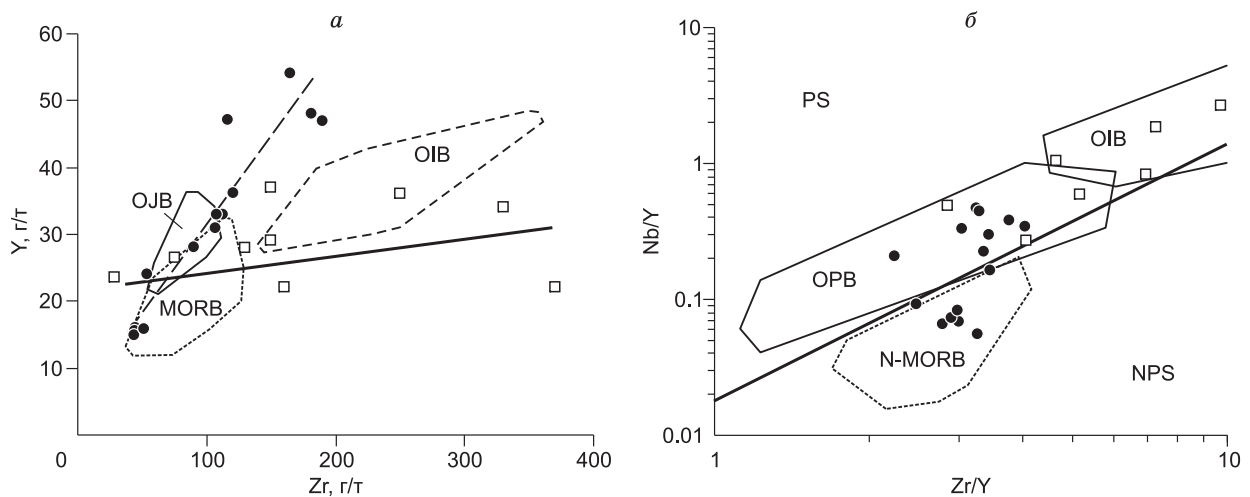 а
60
50
40
30
20
10
Y, г/т
OJB
MORB
OIB
0
100
200
300
400
Zr, г/т
б
10
1
0.1
0.01
Nb/Y
PS
OIB
OPB
N-MORB
NPS
1
10
Zr/Y